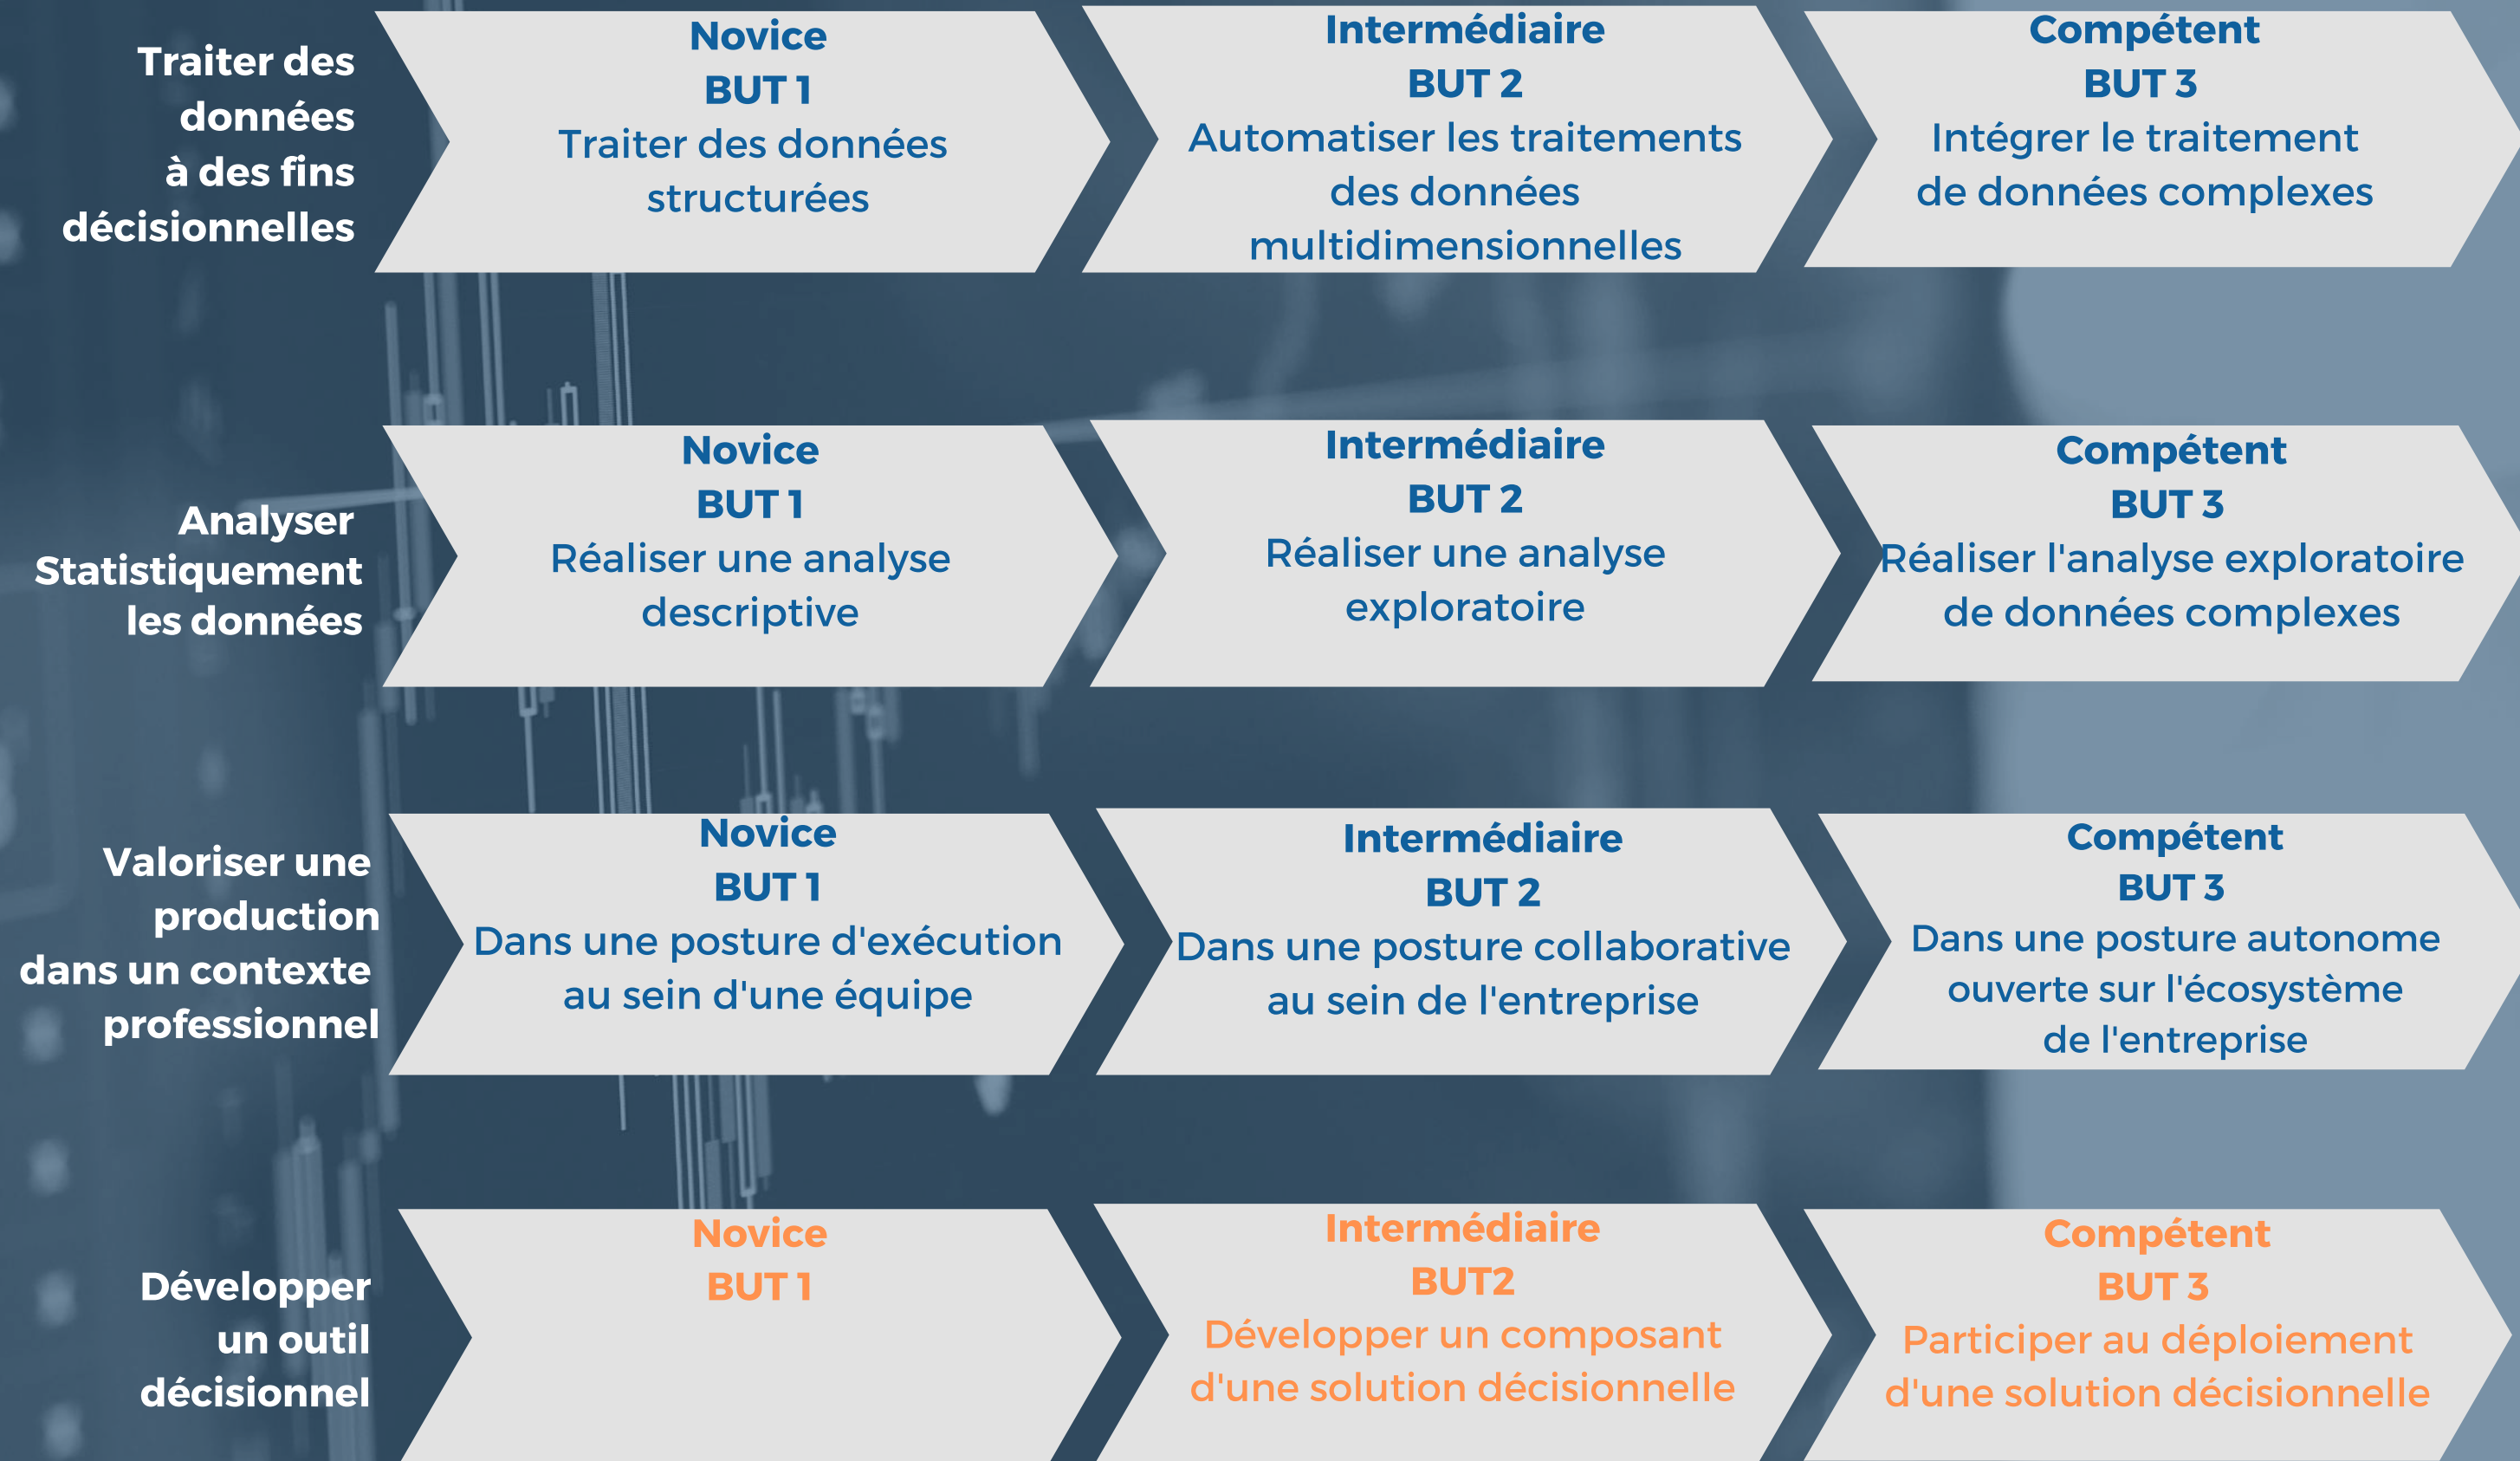 Traiter des
données
à des fins
décisionnelles
Novice
BUT 1
Traiter des données
structurées
Intermédiaire
BUT 2
Automatiser les traitements
des données
multidimensionnelles
Compétent
BUT 3
Intégrer le traitement
de données complexes
Analyser
Statistiquement
les données
Novice
BUT 1
Réaliser une analyse
descriptive
Intermédiaire
BUT 2
Réaliser une analyse
exploratoire
Compétent
BUT 3
Réaliser l'analyse exploratoire
de données complexes
Valoriser une
production
dans un contexte
professionnel
Novice
BUT 1
Dans une posture d'exécution
au sein d'une équipe
Intermédiaire
BUT 2
Dans une posture collaborative
au sein de l'entreprise
Compétent
BUT 3
Dans une posture autonome
ouverte sur l'écosystème
de l'entreprise
Développer
un outil
décisionnel
Novice
BUT 1
Intermédiaire
BUT2
Développer un composant
d'une solution décisionnelle
Compétent
BUT 3
Participer au déploiement
d'une solution décisionnelle